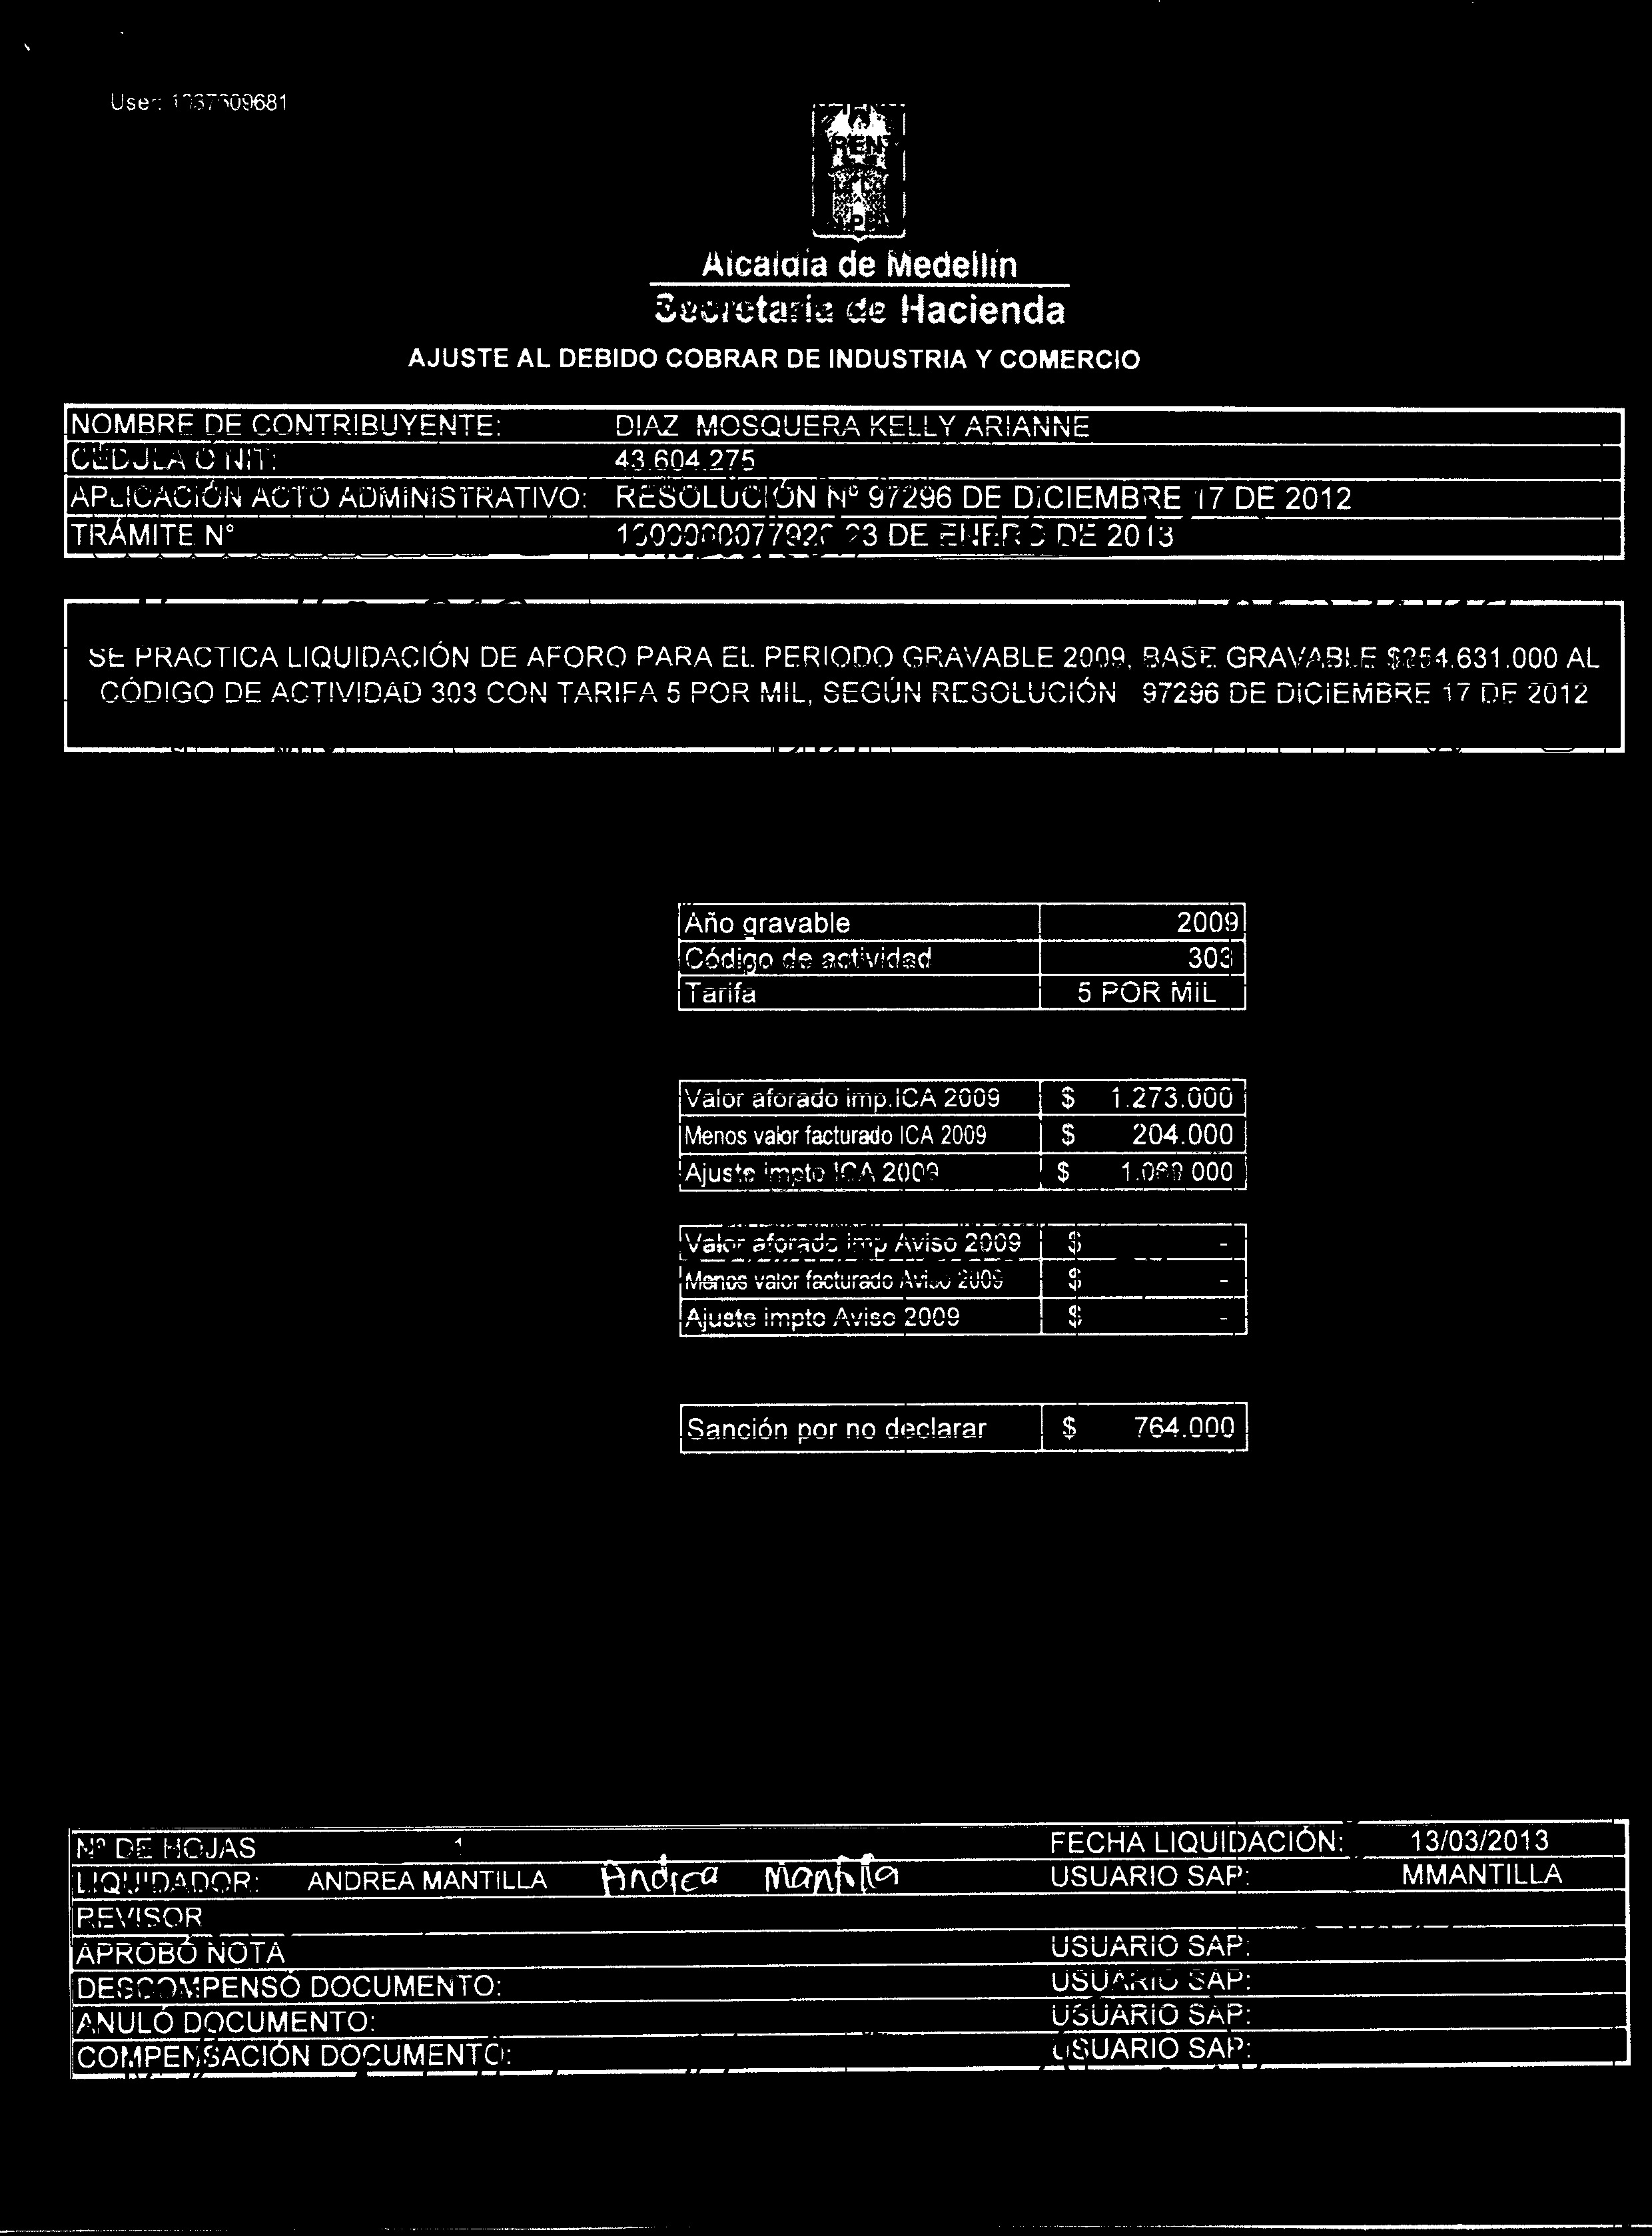 User:
Alcaldía de Medellín
Secretaría de Hacienda
AJUSTE AL DEBIDO COBRAR DE INDUSTRIA Y COMERCIO
NOMBRE DE CONTRIBUYENTE: DIAZ MOSQUERA KELLY ARIANNE
CÉDULA O NIT: 43.604.275
APLICACIÓN ACTO ADMINISTRATIVO: RESOLUCIÓN Nº 97296 DE DICIEMBRE 17 DE 2012
TRÁMITE Nº 23 DE ENERO DE 2013
SE PRACTICA LIQUIDACIÓN DE AFORO PARA EL PERIODO GRAVABLE 2009, BASE GRAVABLE $254.631.000 AL
CÓDIGO DE ACTIVIDAD 303 CON TARIFA 5 POR MIL, SEGÚN RESOLUCIÓN 97296 DE DICIEMBRE 17 DE 2012
Año gravable 2009
Código de actividad 303
Tarifa 5 POR MIL
Valor aforado imp.ICA 2009 $ 1.273.000
Menos valor facturado ICA 2009 $ 204.000
Ajuste impto ICA 2009 $ 1.069.000
Valor aforado imp Aviso 2009 $ -
Menos valor facturado Aviso 2009 $ -
Ajuste impto Aviso 2009 $ -
Sanción por no declarar $ 764.000
Nº DE HOJAS 1 FECHA LIQUIDACIÓN: 13/03/2013
LIQUIDADOR: ANDREA MANTILLA Andrea Mantilla USUARIO SAP: MMANTILLA
REVISOR
APROBÓ NOTA USUARIO SAP:
DESCOMPENSÓ DOCUMENTO: USUARIO SAP:
ANULÓ DOCUMENTO: USUARIO SAP:
COMPENSACIÓN DOCUMENTO: USUARIO SAP: